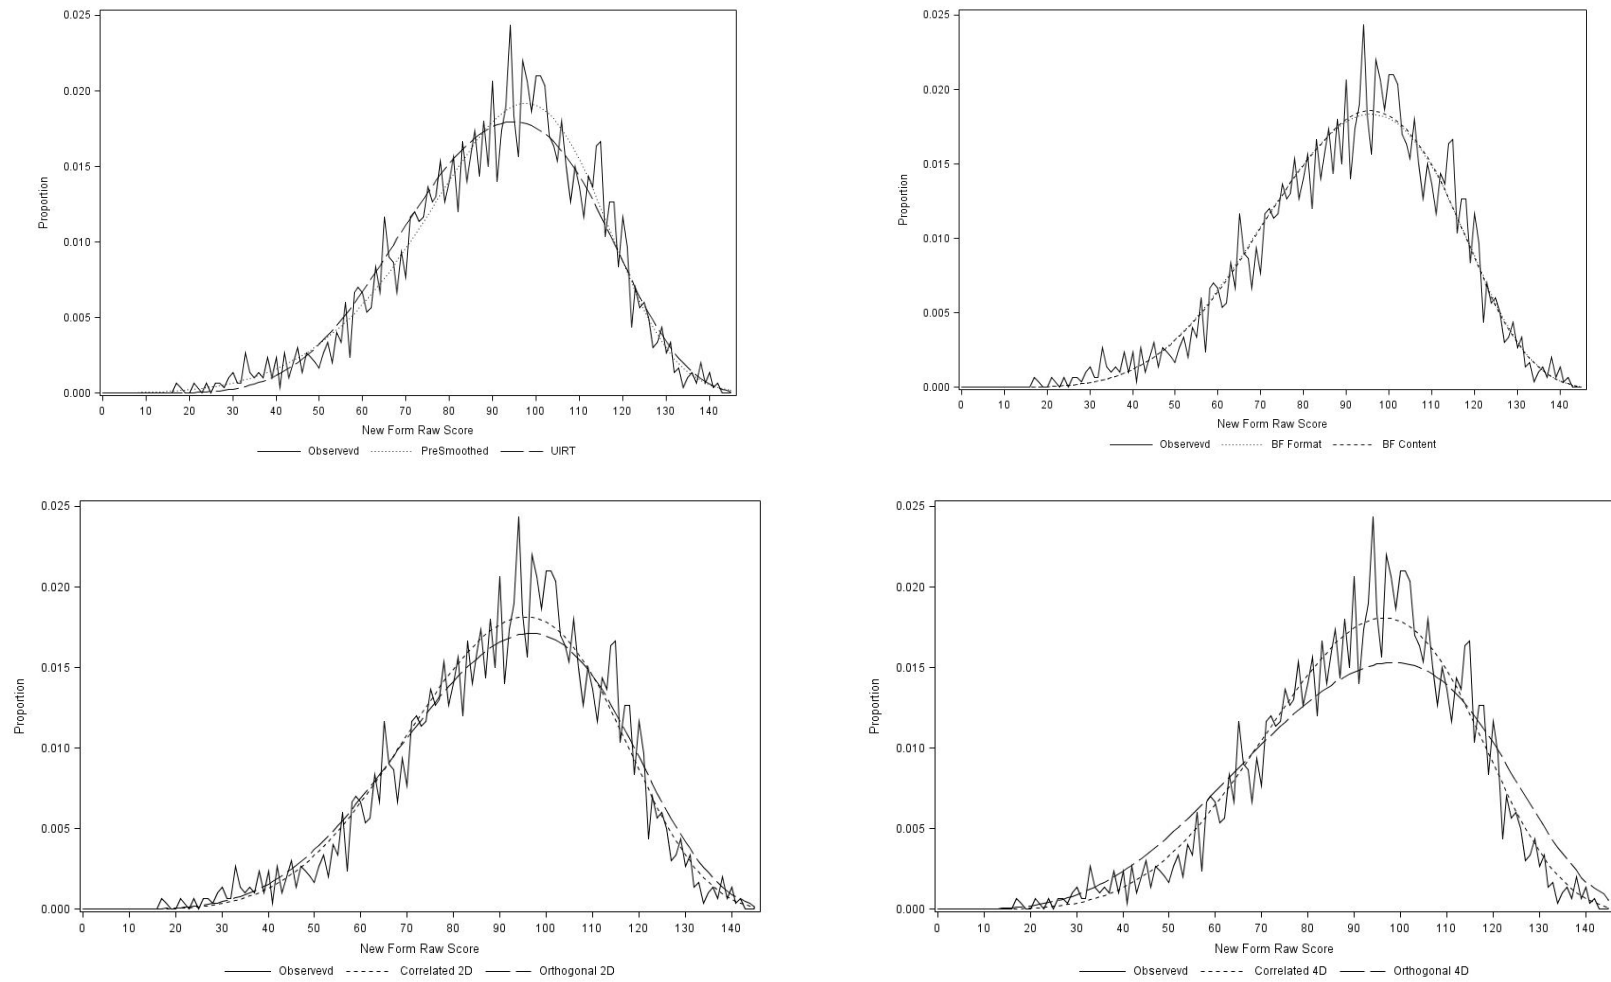 0.025
0.020
0.015
0.010
0.005
0.000
Proportion
0 10 20 30 40 50 60 70 80 90 100 110 120 130 140
New Form Raw Score
Observevd PreSmoothed UIRT
0.025
0.020
0.015
0.010
0.005
0.000
Proportion
0 10 20 30 40 50 60 70 80 90 100 110 120 130 140
New Form Raw Score
Observevd BF Format BF Content
0.025
0.020
0.015
0.010
0.005
0.000
Proportion
0 10 20 30 40 50 60 70 80 90 100 110 120 130 140
New Form Raw Score
Observevd Correlated 2D Orthogonal 2D
0.025
0.020
0.015
0.010
0.005
0.000
Proportion
0 10 20 30 40 50 60 70 80 90 100 110 120 130 140
New Form Raw Score
Observevd Correlated 4D Orthogonal 4D